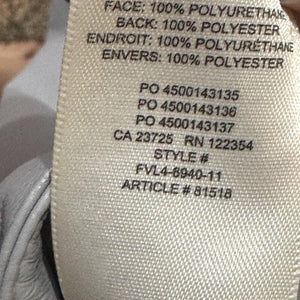 FACE: 100% POLYURETHANE
BACK: 100% POLYESTER
ENDROIT: 100% POLYURÉTHANE
ENVERS: 100% POLYESTER
PO 4500143135
PO 4500143136
PO 4500143137
CA 23725 RN 122354
STYLE #
FVL4-6940-11
ARTICLE # 81518